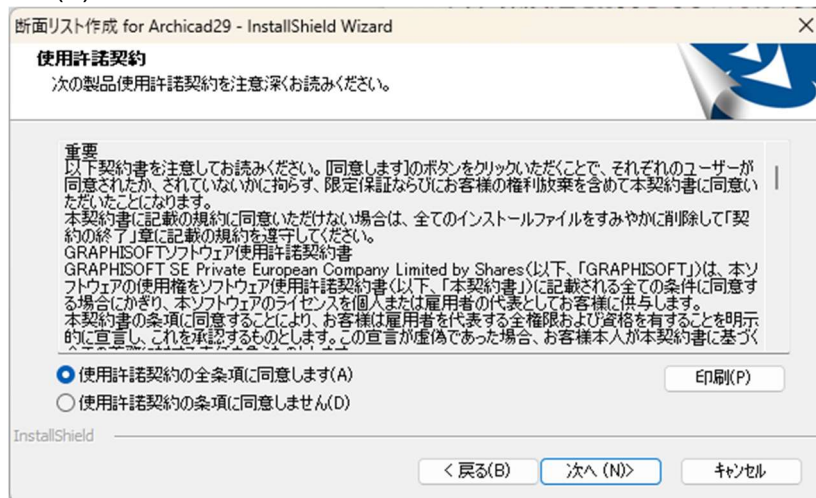 断面リスト作成 for Archicad29 - InstallShield Wizard
使用許諾契約
次の製品使用許諾契約を注意深くお読みください。
重要
以下契約書を注意してお読みください。[同意します]のボタンをクリックいただくことで、それぞれのユーザーが
同意されたか、されていないかに拘らず、限定保証ならびにお客様の権利放棄を含めて本契約書に同意い
ただいたことになります。
本契約書に記載の規約に同意いただけない場合は、全てのインストールファイルをすみやかに削除して「契
約の終了」章に記載の規約を遵守してください。
GRAPHISOFTソフトウェア使用許諾契約書
GRAPHISOFT SE Private European Company Limited by Shares(以下、「GRAPHISOFT」)は、本ソ
フトウェアの使用権をソフトウェア使用許諾契約書(以下、「本契約書」)に記載される全ての条件に同意す
る場合にかぎり、本ソフトウェアのライセンスを個人または雇用者の代表としてお客様に供与します。
本契約書の条項に同意することにより、お客様は雇用者を代表する全権限および資格を有することを明示
的に宣言し、これを承認するものとします。この宣言が虚偽であった場合、お客様本人が本契約書に基づく
使用許諾契約の全条項に同意します(A)
印刷(P)
使用許諾契約の条項に同意しません(D)
InstallShield
< 戻る(B)
次へ (N)>
キャンセル